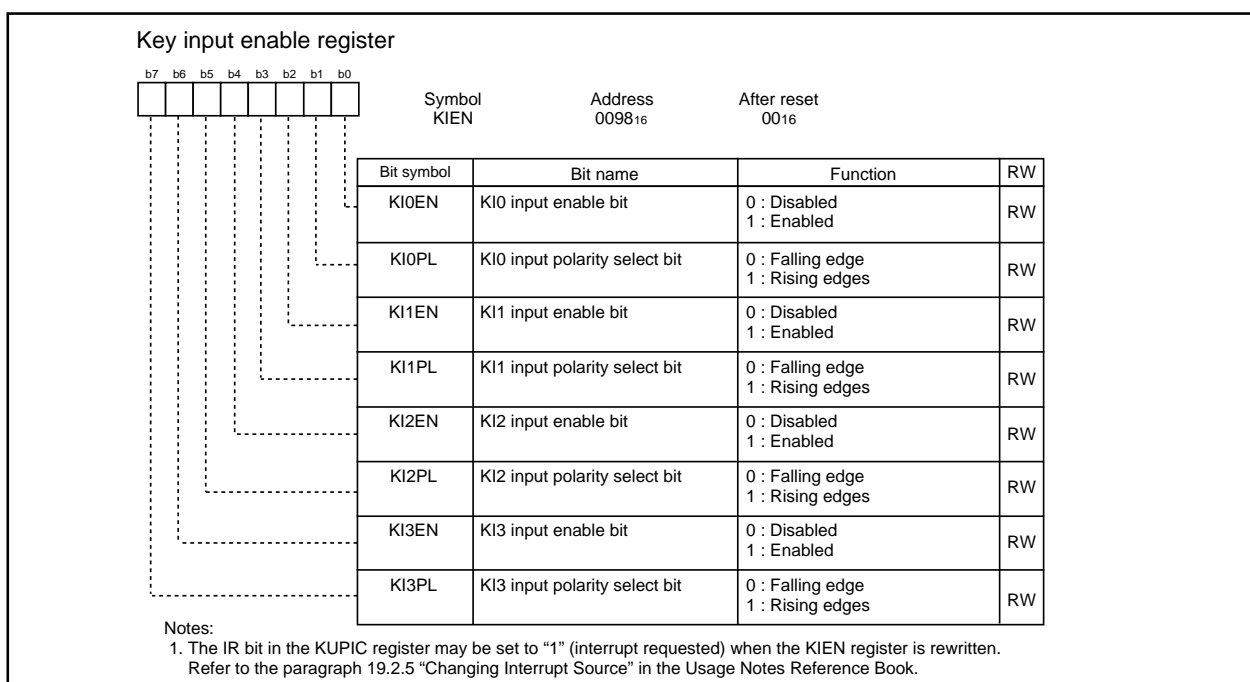 Key input enable register
b7 b6 b5 b4 b3 b2 b1 b0
Symbol Address After reset
KIEN 009816 0016
Bit symbol Bit name Function RW
KI0EN KI0 input enable bit 0 : Disabled
1 : Enabled RW
KI0PL KI0 input polarity select bit 0 : Falling edge
1 : Rising edges RW
KI1EN KI1 input enable bit 0 : Disabled
1 : Enabled RW
KI1PL KI1 input polarity select bit 0 : Falling edge
1 : Rising edges RW
KI2EN KI2 input enable bit 0 : Disabled
1 : Enabled RW
KI2PL KI2 input polarity select bit 0 : Falling edge
1 : Rising edges RW
KI3EN KI3 input enable bit 0 : Disabled
1 : Enabled RW
KI3PL KI3 input polarity select bit 0 : Falling edge
1 : Rising edges RW
Notes:
1. The IR bit in the KUPIC register may be set to “1” (interrupt requested) when the KIEN register is rewritten.
Refer to the paragraph 19.2.5 “Changing Interrupt Source” in the Usage Notes Reference Book.